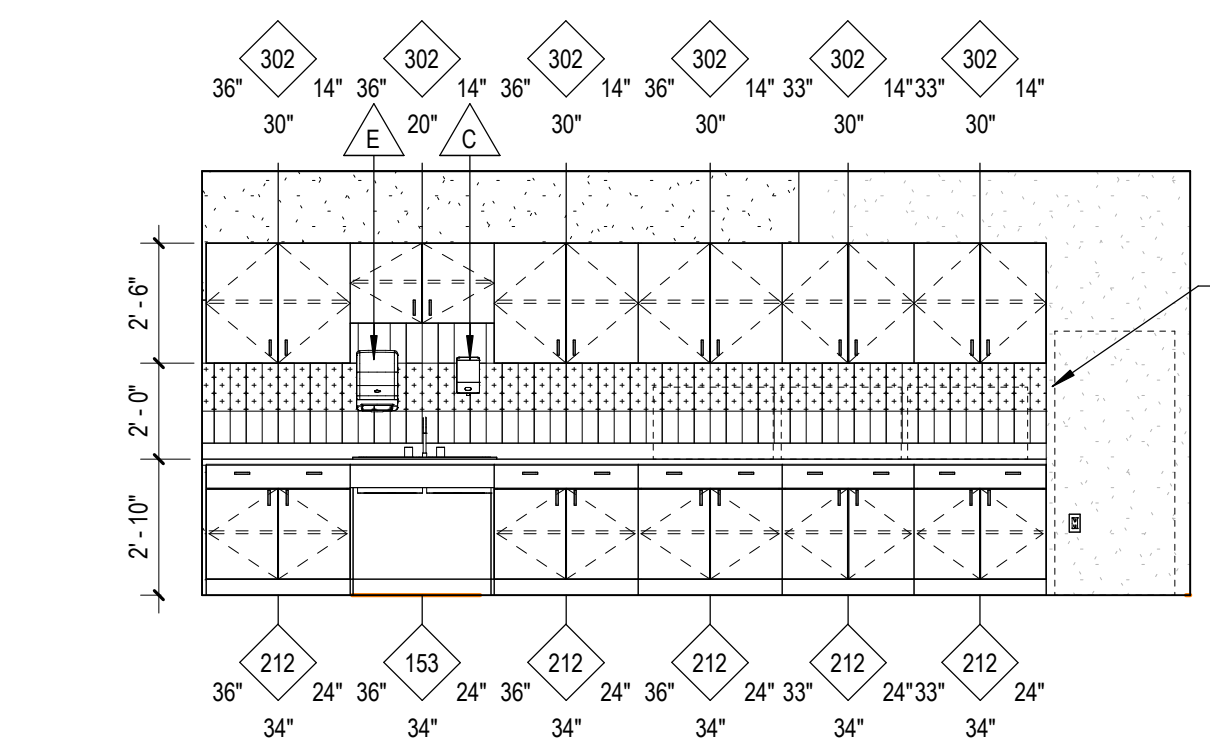 302 302 302 302 302 302
36" 14" 36" 14" 36" 14" 36" 14" 33" 14" 33" 14"
30" 20" 30" 30" 30" 30"
E C
2' - 6"
2' - 0"
2' - 10"
212 153 212 212 212 212
36" 24" 36" 24" 36" 24" 36" 24" 33" 24" 33" 24"
34" 34" 34" 34" 34" 34"